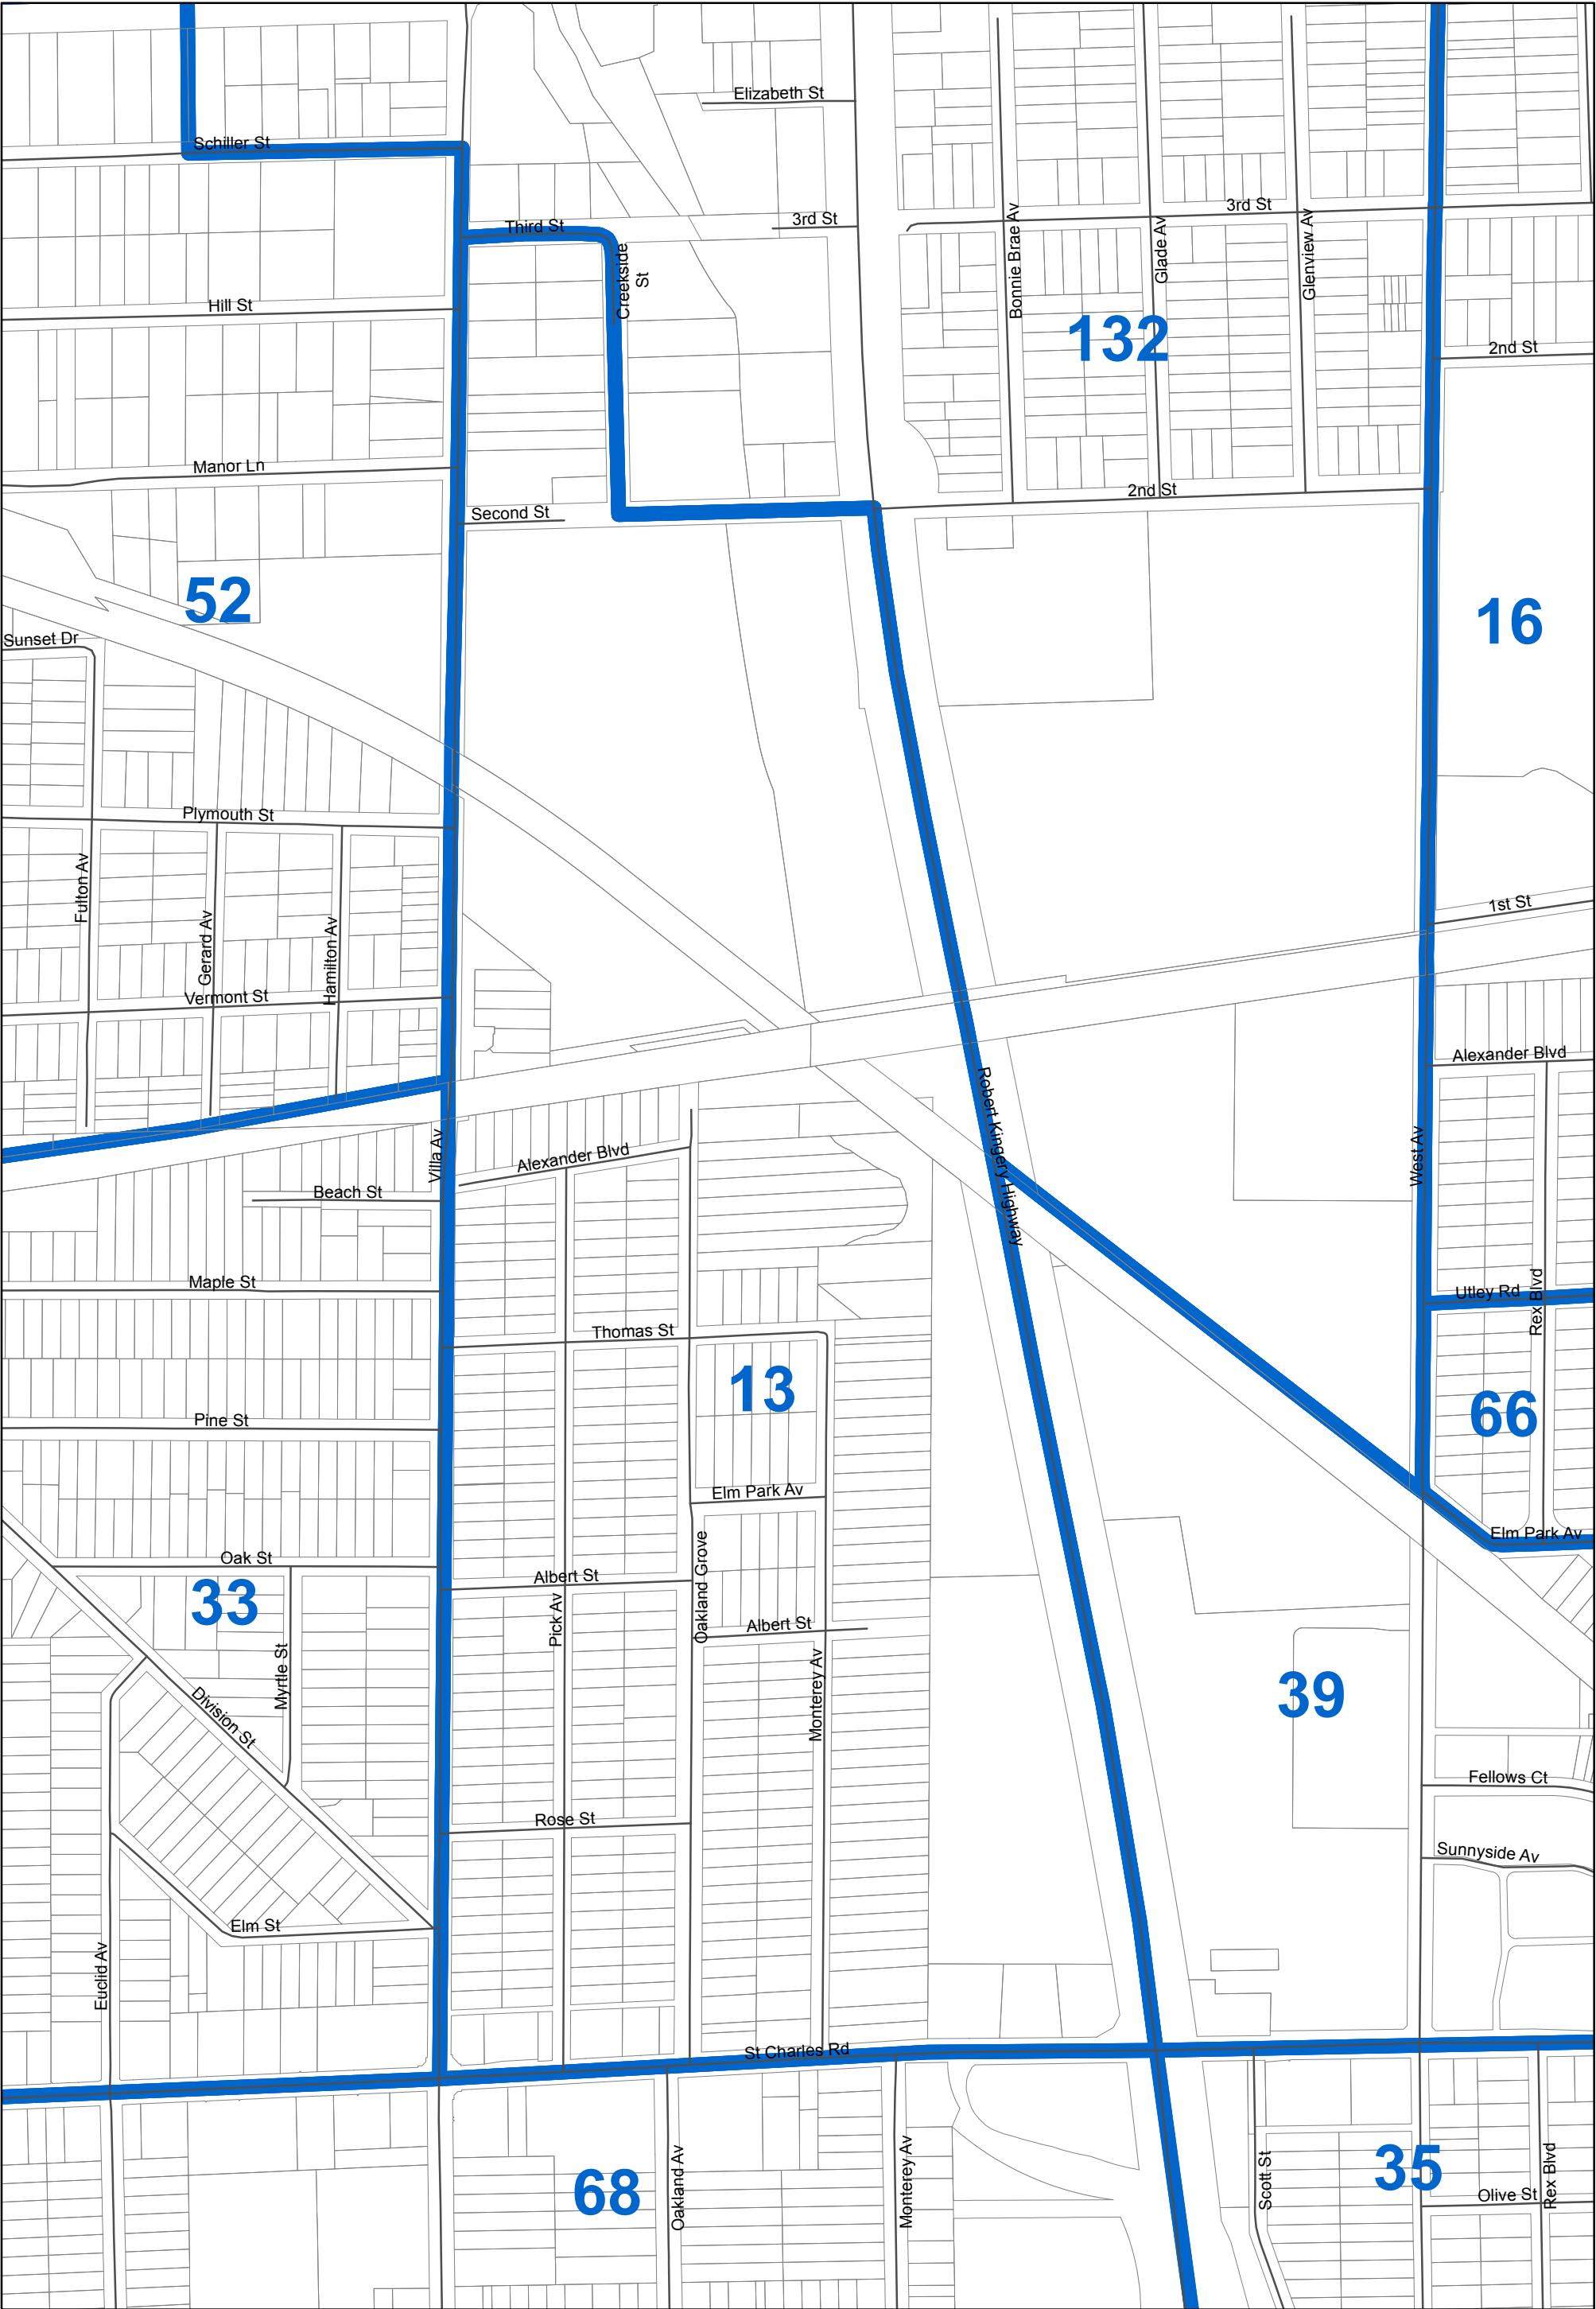 Elizabeth St
Schiller St
Third St
3rd St
3rd St
Creekside
St
Bonnie Brae Av
Glade Av
Glenview Av
Hill St
132
2nd St
Manor Ln
2nd St
Second St
52
16
Sunset Dr
Plymouth St
Fulton Av
Gerard Av
Hamilton Av
1st St
Vermont St
Alexander Blvd
Robert Kingery Highway
Villa Av
West Av
Alexander Blvd
Beach St
Maple St
Utley Rd
Rex Blvd
Thomas St
13
66
Pine St
Elm Park Av
Elm Park Av
Oak St
33
Albert St
Pick Av
Oakland Grove
Albert St
Myrtle St
Monterey Av
Division St
39
Fellows Ct
Rose St
Sunnyside Av
Elm St
Euclid Av
St Charles Rd
68
Oakland Av
Monterey Av
Scott St
35
Olive St
Rex Blvd